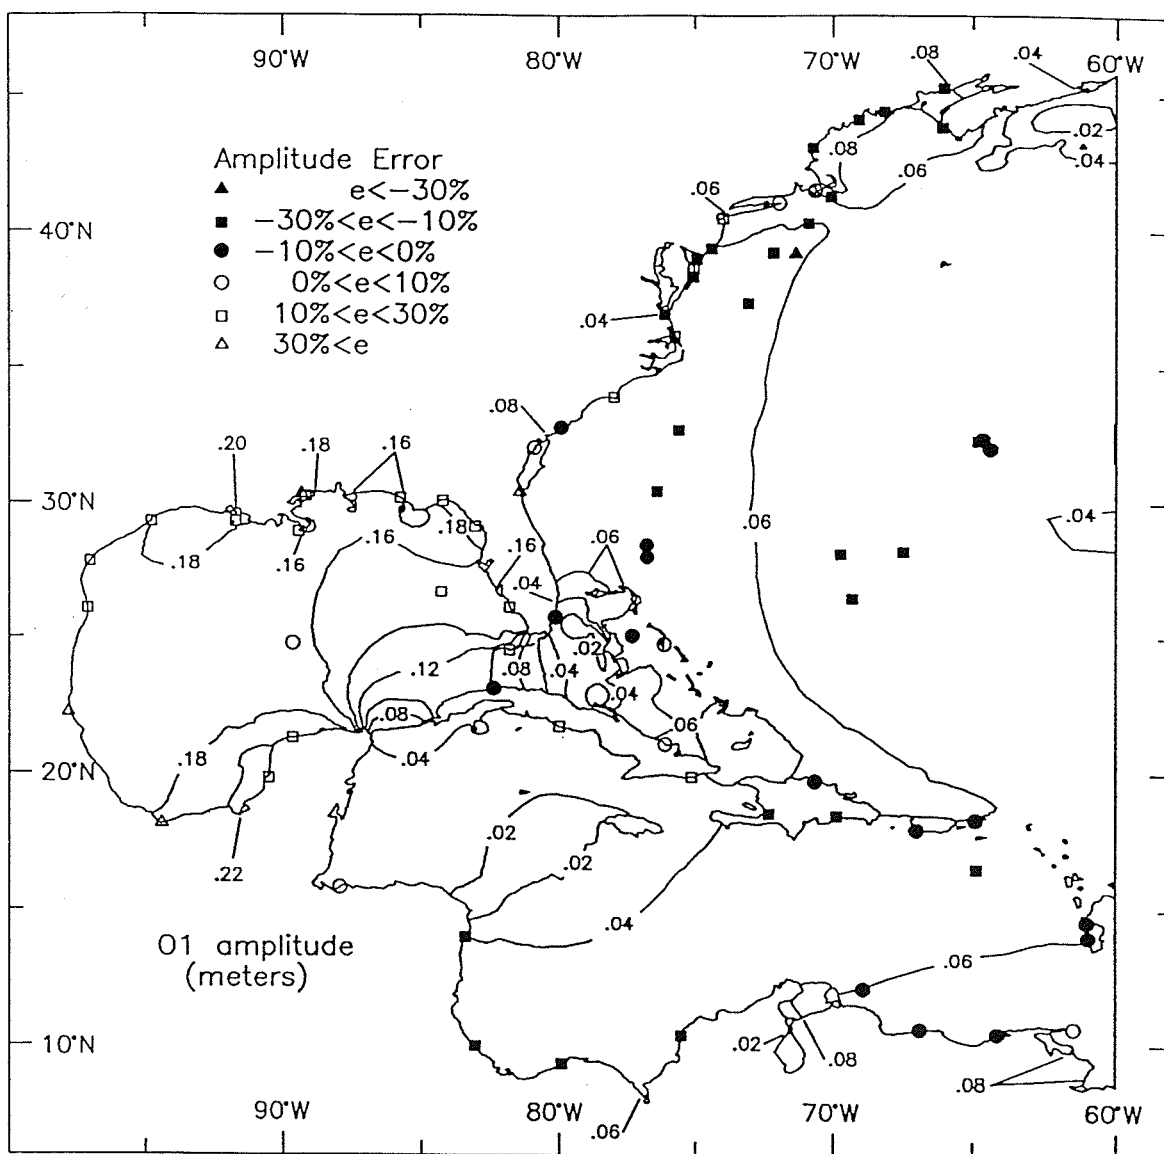 90°W
80°W
70°W
60°W
.08
.04
Amplitude Error
▲ e<-30%
■ -30%<e<-10%
● -10%<e<0%
○ 0%<e<10%
□ 10%<e<30%
△ 30%<e
.02
.08
.04
.06
.06
40°N
.04
.08
.20
.18
.16
30°N
.18
.16
.18
.16
.16
.06
.04
.06
.04
.02
.12
.08
.04
.04
.08
.06
.18
.04
20°N
.02
.02
.22
.04
O1 amplitude
(meters)
.06
10°N
.02
.08
.08
.06
90°W
80°W
70°W
60°W